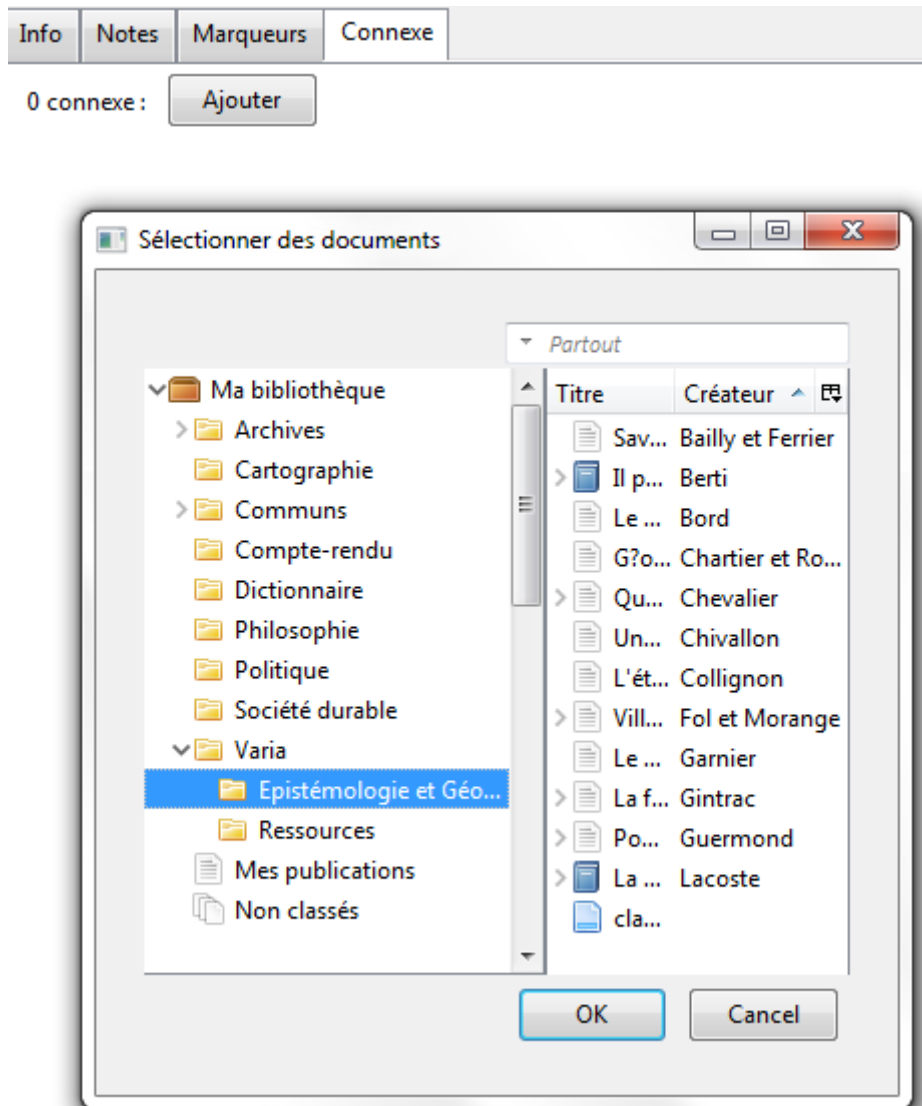 Info Notes Marqueurs Connexe
0 connexe : Ajouter
Sélectionner des documents
Partout
Ma bibliothèque
Archives
Cartographie
Communs
Compte-rendu
Dictionnaire
Philosophie
Politique
Société durable
Varia
Epistémologie et Géo...
Ressources
Mes publications
Non classés
Titre Créateur
Sav... Bailly et Ferrier
Il p... Berti
Le ... Bord
G?o... Chartier et Ro...
Qu... Chevalier
Un... Chivallon
L'ét... Collignon
Vill... Fol et Morange
Le ... Garnier
La f... Gintrac
Po... Guermond
La ... Lacoste
cla...
OK Cancel